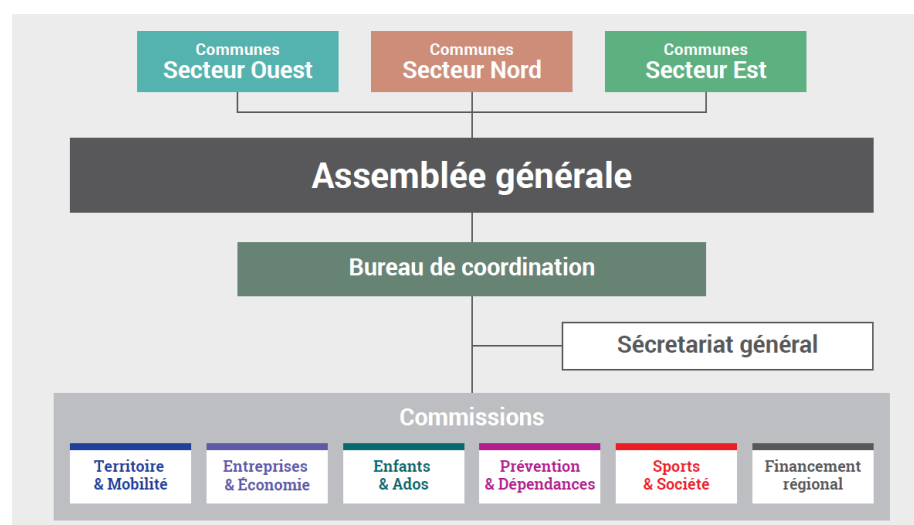 Communes
Secteur Ouest
Communes
Secteur Nord
Communes
Secteur Est
Assemblée générale
Bureau de coordination
Sécretariat général
Commissions
Territoire
& Mobilité
Entreprises
& Économie
Enfants
& Ados
Prévention
& Dépendances
Sports
& Société
Financement
régional